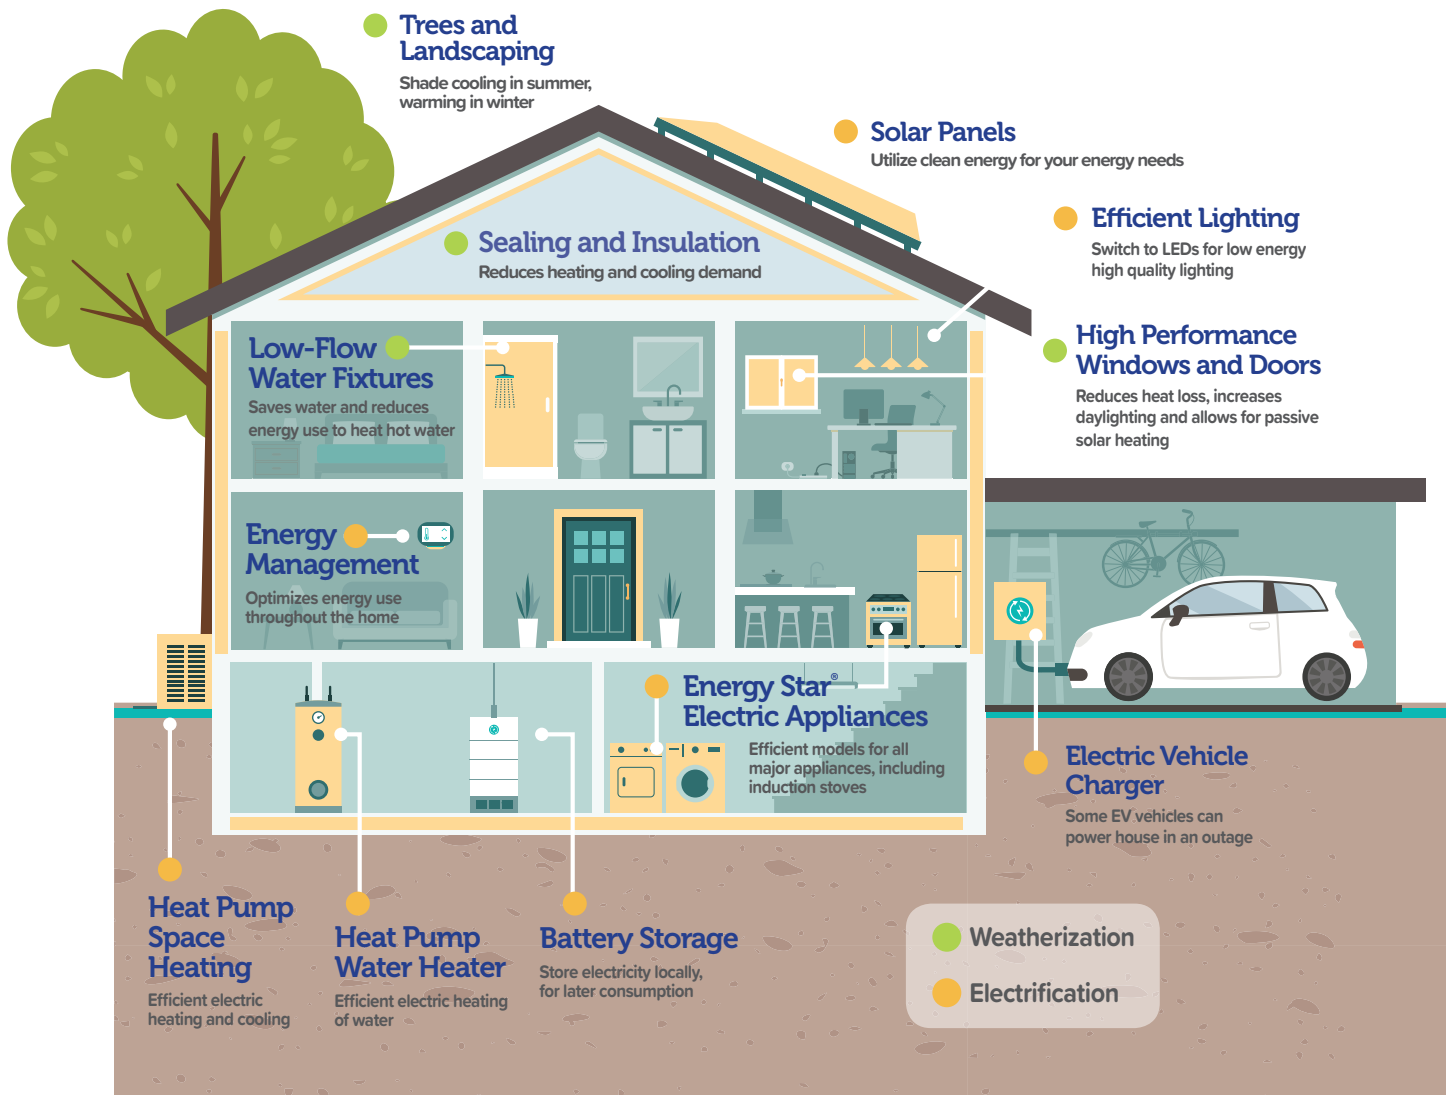 Trees and
Landscaping
Shade cooling in summer,
warming in winter
Solar Panels
Utilize clean energy for your energy needs
Efficient Lighting
Switch to LEDs for low energy
high quality lighting
Sealing and Insulation
Reduces heating and cooling demand
High Performance
Windows and Doors
Reduces heat loss, increases
daylighting and allows for passive
solar heating
Low-Flow
Water Fixtures
Saves water and reduces
energy use to heat hot water
Energy
Management
Optimizes energy use
throughout the home
Energy Star®
Electric Appliances
Efficient models for all
major appliances, including
induction stoves
Electric Vehicle
Charger
Some EV vehicles can
power house in an outage
Heat Pump
Space
Heating
Efficient electric
heating and cooling
Heat Pump
Water Heater
Efficient electric heating
of water
Battery Storage
Store electricity locally,
for later consumption
Weatherization
Electrification